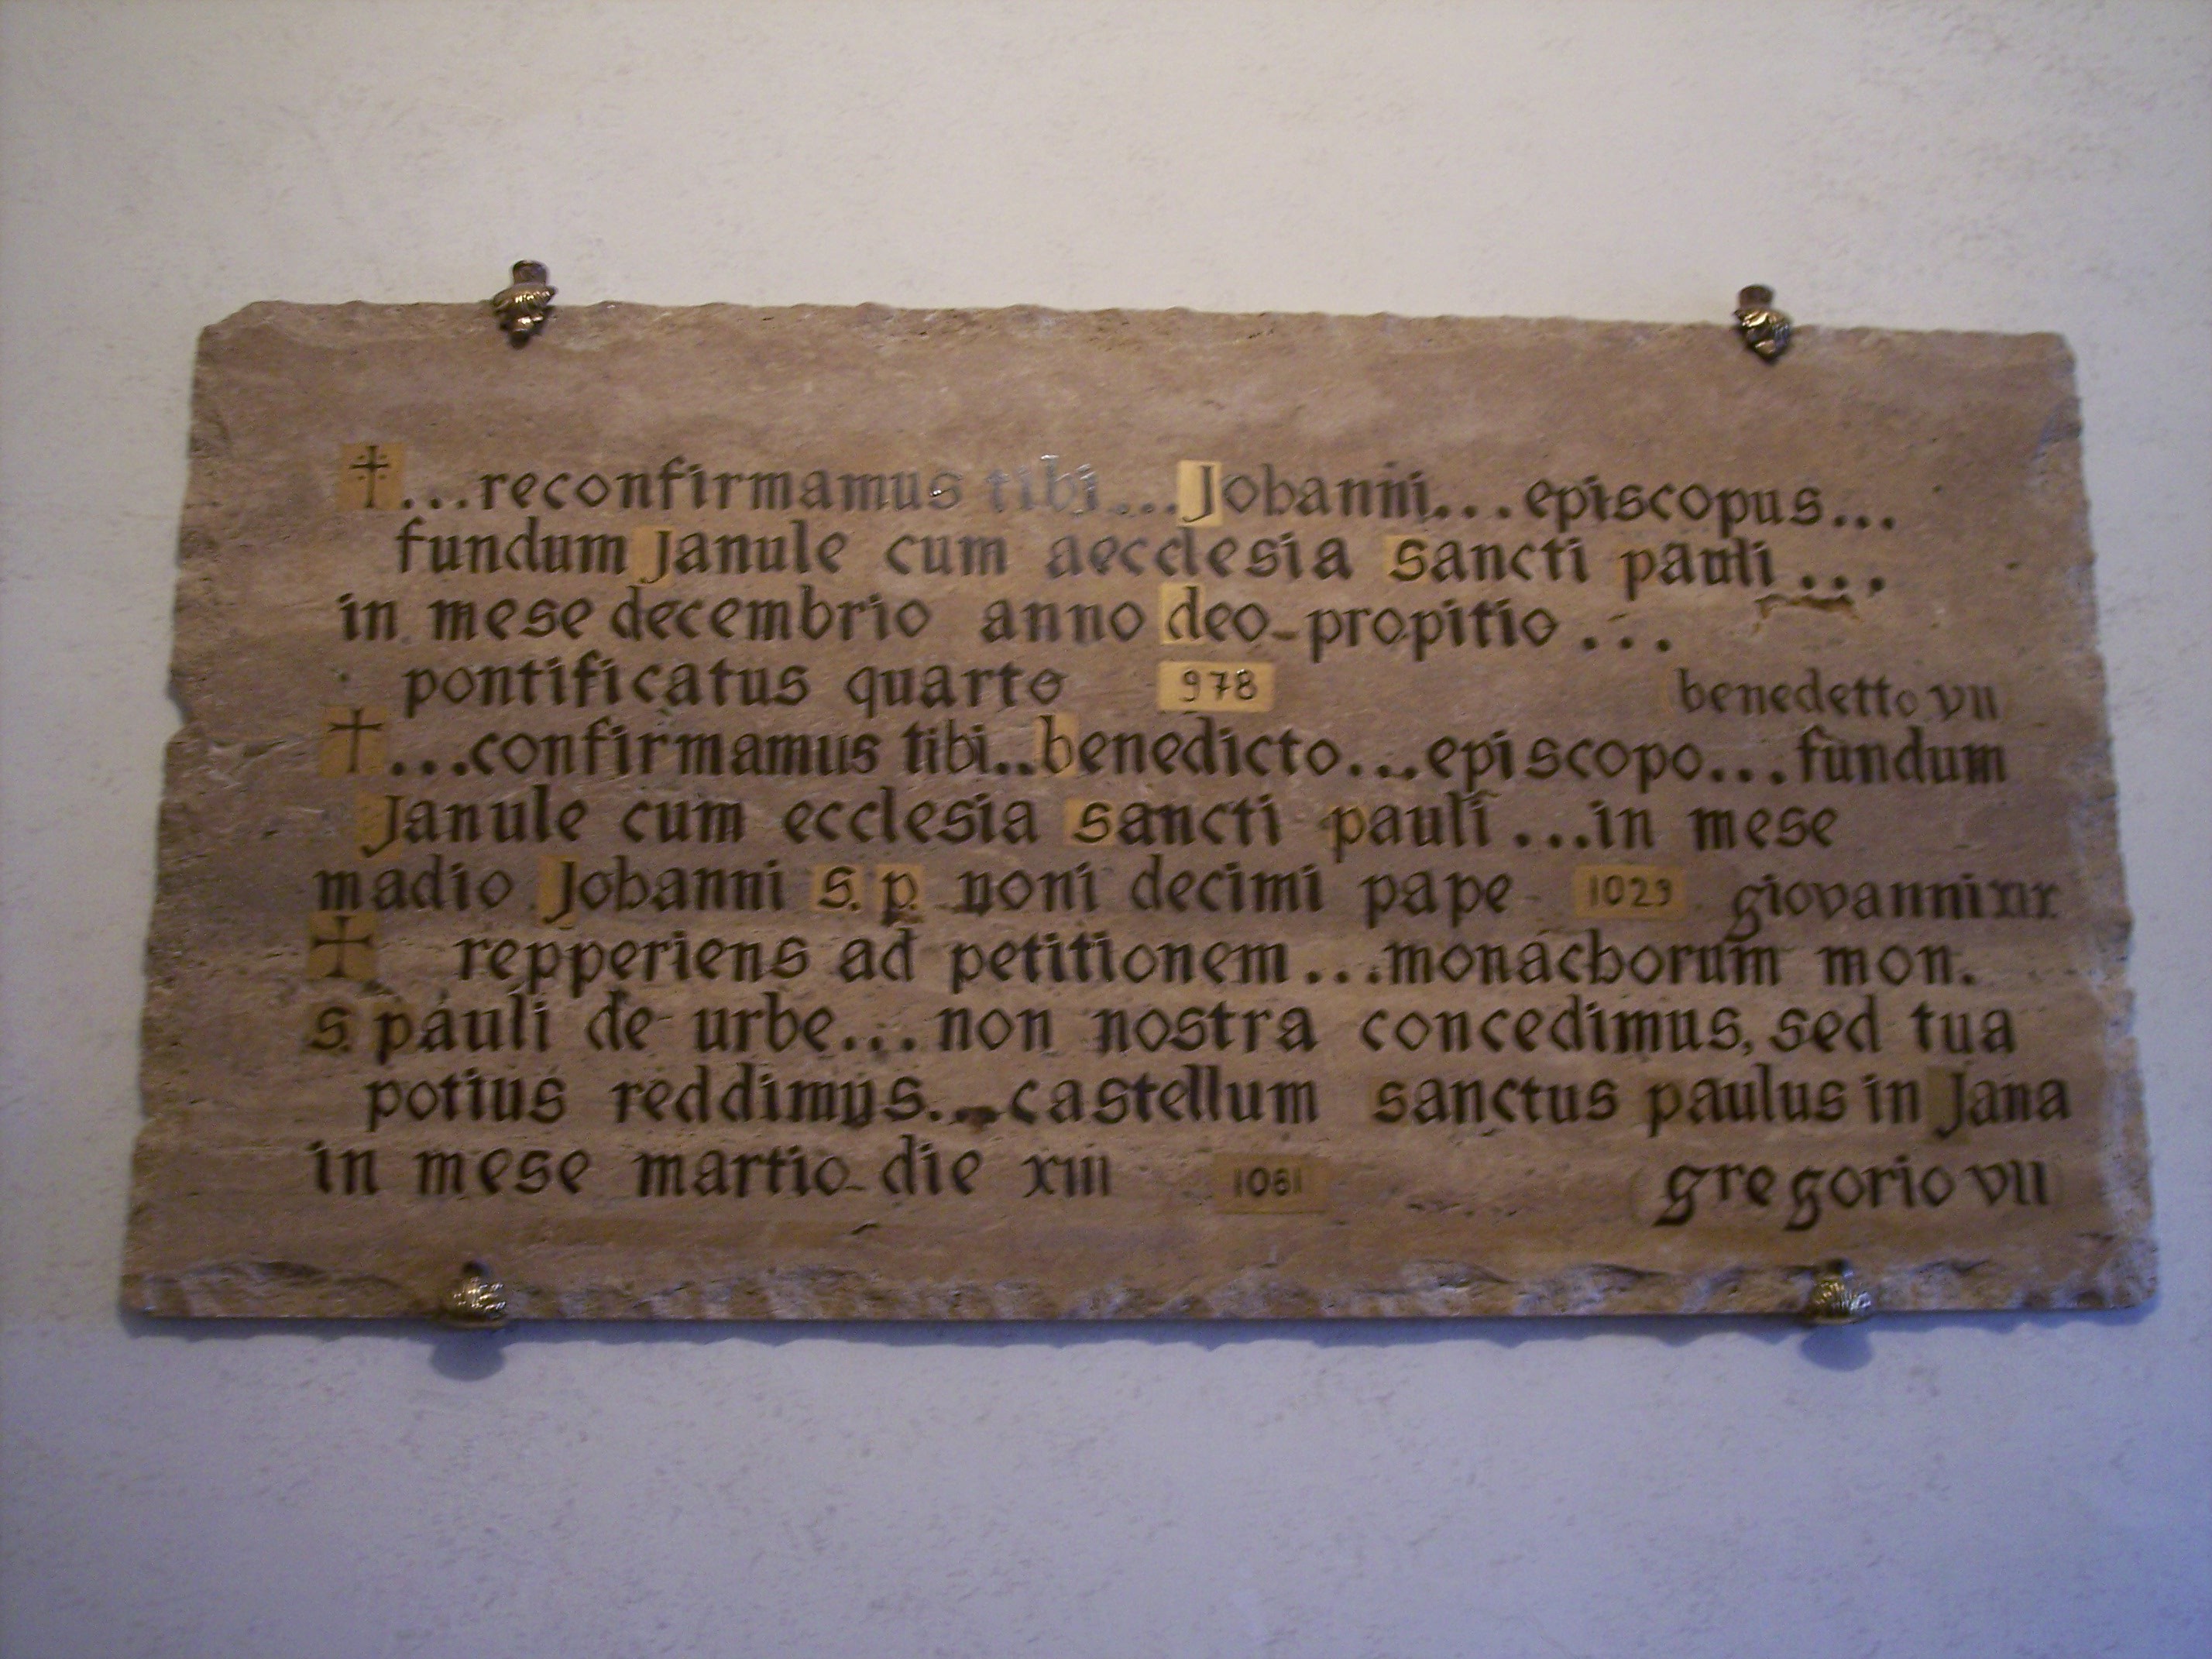 †...reconfirmamus tibi...Johanni...episcopus...
fundum Janule cum aecclesia sancti pauli...
in mese decembrio anno deo propitio...
pontificatus quarto 978 benedetto VII
†...confirmamus tibi..benedicto...episcopo...fundum
Janule cum ecclesia sancti pauli...in mese
madio Johanni s. p. noni decimi pape 1029 giovanni XIX
† repperiens ad petitionem...monachorum mon.
s. pauli de urbe...non nostra concedimus, sed tua
potius reddimus...castellum sanctus paulus in Jana
in mese martio die XIII 1081 gregorio VII